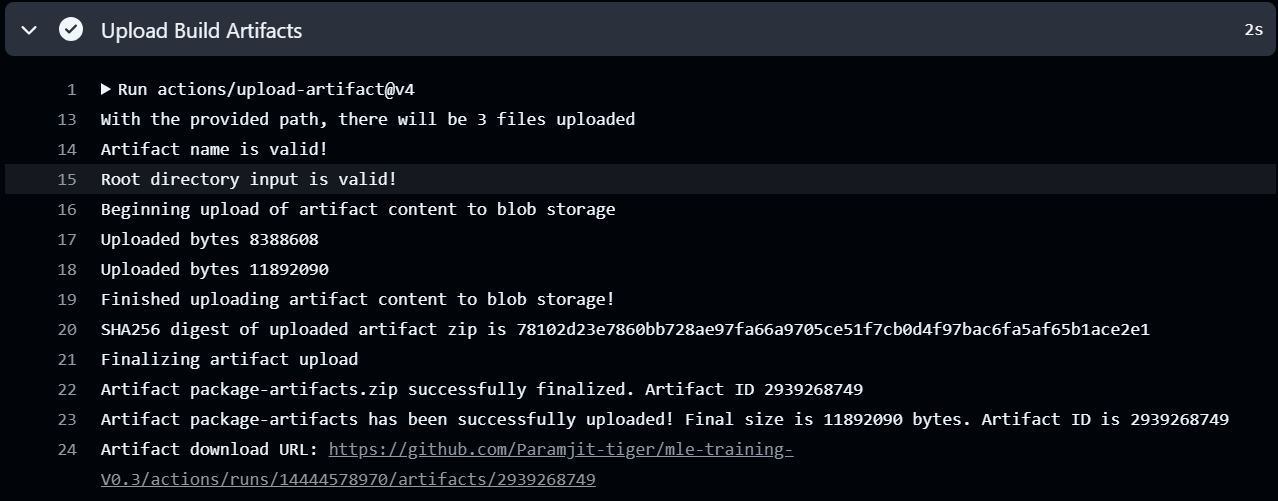 Upload Build Artifacts
2s
1 Run actions/upload-artifact@v4
13 With the provided path, there will be 3 files uploaded
14 Artifact name is valid!
15 Root directory input is valid!
16 Beginning upload of artifact content to blob storage
17 Uploaded bytes 8388608
18 Uploaded bytes 11892090
19 Finished uploading artifact content to blob storage!
20 SHA256 digest of uploaded artifact zip is 78102d23e7860bb728ae97fa66a9705ce51f7cb0d4f97bac6fa5af65b1ace2e1
21 Finalizing artifact upload
22 Artifact package-artifacts.zip successfully finalized. Artifact ID 2939268749
23 Artifact package-artifacts has been successfully uploaded! Final size is 11892090 bytes. Artifact ID is 2939268749
24 Artifact download URL: https://github.com/Paramjit-tiger/mle-training-
V0.3/actions/runs/14444578970/artifacts/2939268749